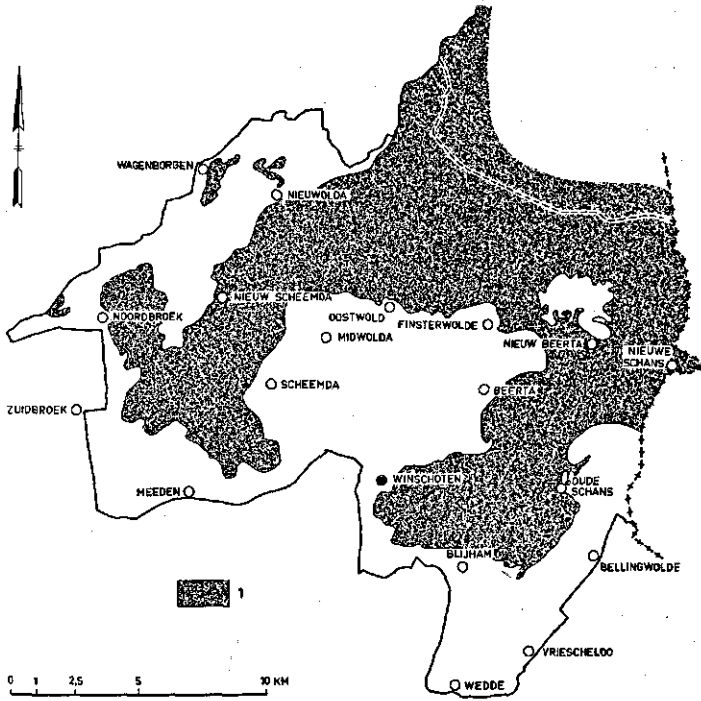 WAGENBORGEN
NIEUWOLDA
NIEUW SCHEEMDA
NOORDBROEK
OOSTWOLD
FINSTERWOLDE
MIDWOLDA
NIEUW BEERTA
NIEUWE
SCHANS
SCHEEMDA
BEERTA
ZUIDBROEK
WINSCHOTEN
OUDE
SCHANS
MEEDEN
BLIJHAM
BELLINGWOLDE
1
VRIESCHELOO
WEDDE
0 1 2,5 5 10 KM